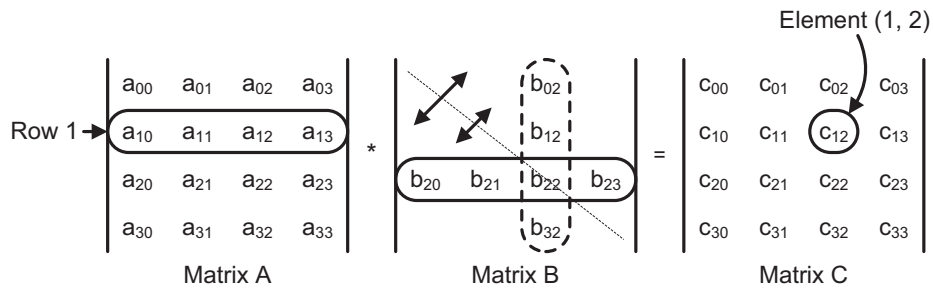 Element (1, 2)
a₀₀ a₀₁ a₀₂ a₀₃ b₀₂ c₀₀ c₀₁ c₀₂ c₀₃
Row 1 a₁₀ a₁₁ a₁₂ a₁₃ * b₁₂ = c₁₀ c₁₁ c₁₂ c₁₃
a₂₀ a₂₁ a₂₂ a₂₃ b₂₀ b₂₁ b₂₂ b₂₃ c₂₀ c₂₁ c₂₂ c₂₃
a₃₀ a₃₁ a₃₂ a₃₃ b₃₂ c₃₀ c₃₁ c₃₂ c₃₃
Matrix A Matrix B Matrix C